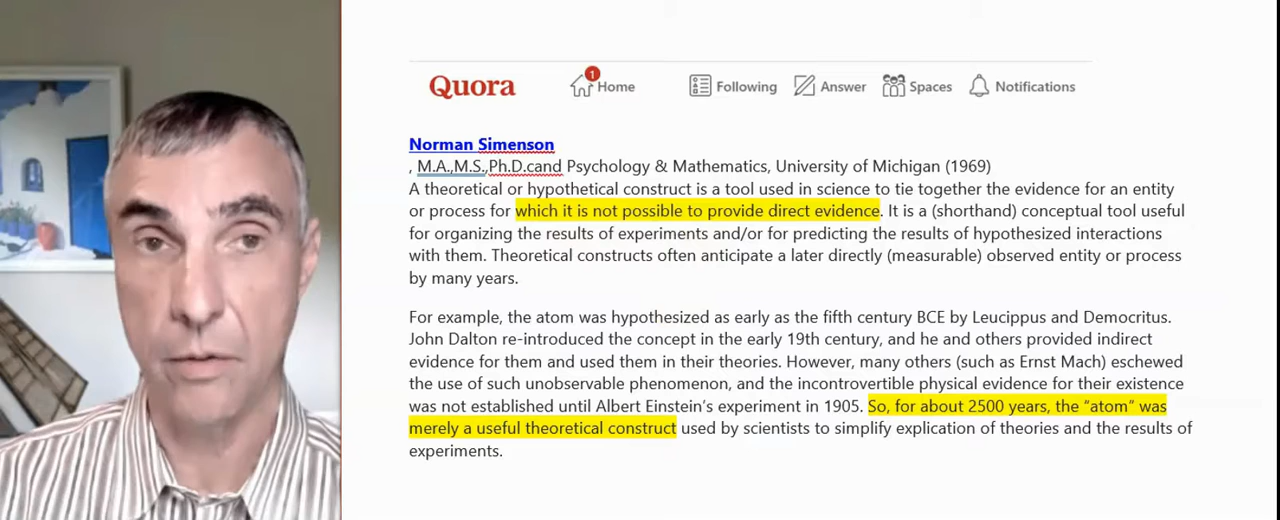 Quora
1
Home
Following
Answer
Spaces
Notifications
Norman Simenson
, M.A.,M.S.,Ph.D.cand Psychology & Mathematics, University of Michigan (1969)
A theoretical or hypothetical construct is a tool used in science to tie together the evidence for an entity
or process for which it is not possible to provide direct evidence. It is a (shorthand) conceptual tool useful
for organizing the results of experiments and/or for predicting the results of hypothesized interactions
with them. Theoretical constructs often anticipate a later directly (measurable) observed entity or process
by many years.
For example, the atom was hypothesized as early as the fifth century BCE by Leucippus and Democritus.
John Dalton re-introduced the concept in the early 19th century, and he and others provided indirect
evidence for them and used them in their theories. However, many others (such as Ernst Mach) eschewed
the use of such unobservable phenomenon, and the incontrovertible physical evidence for their existence
was not established until Albert Einstein's experiment in 1905. So, for about 2500 years, the “atom” was
merely a useful theoretical construct used by scientists to simplify explication of theories and the results of
experiments.